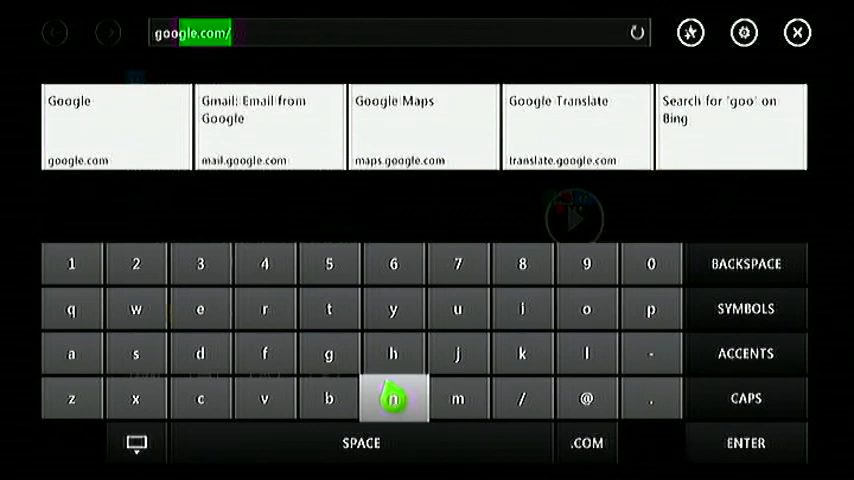 google.com/
Google
google.com
Gmail: Email from
Google
mail.google.com
Google Maps
maps.google.com
Google Translate
translate.google.com
Search for 'goo' on
Bing
1 2 3 4 5 6 7 8 9 0 BACKSPACE
q w e r t y u i o p SYMBOLS
a s d f g h j k l - ACCENTS
z x c v b n m / @ . CAPS
SPACE .COM ENTER